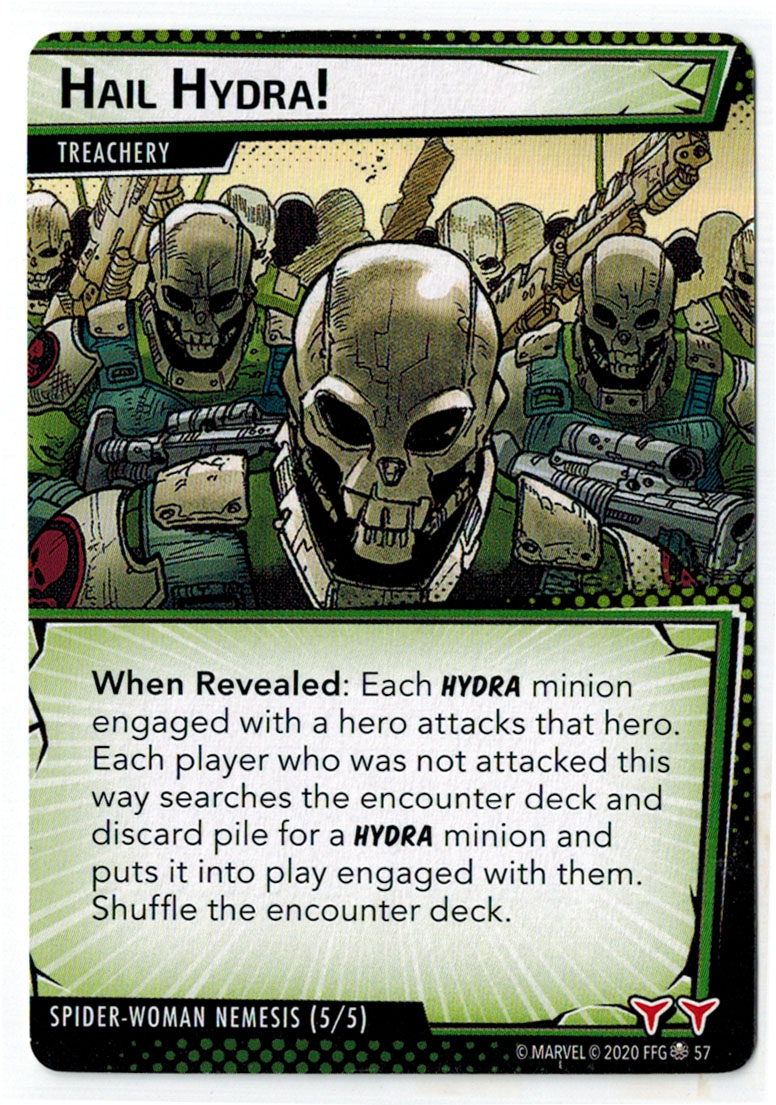 HAIL HYDRA!
TREACHERY
When Revealed: Each HYDRA minion
engaged with a hero attacks that hero.
Each player who was not attacked this
way searches the encounter deck and
discard pile for a HYDRA minion and
puts it into play engaged with them.
Shuffle the encounter deck.
SPIDER-WOMAN NEMESIS (5/5)
© MARVEL © 2020 FFG 57